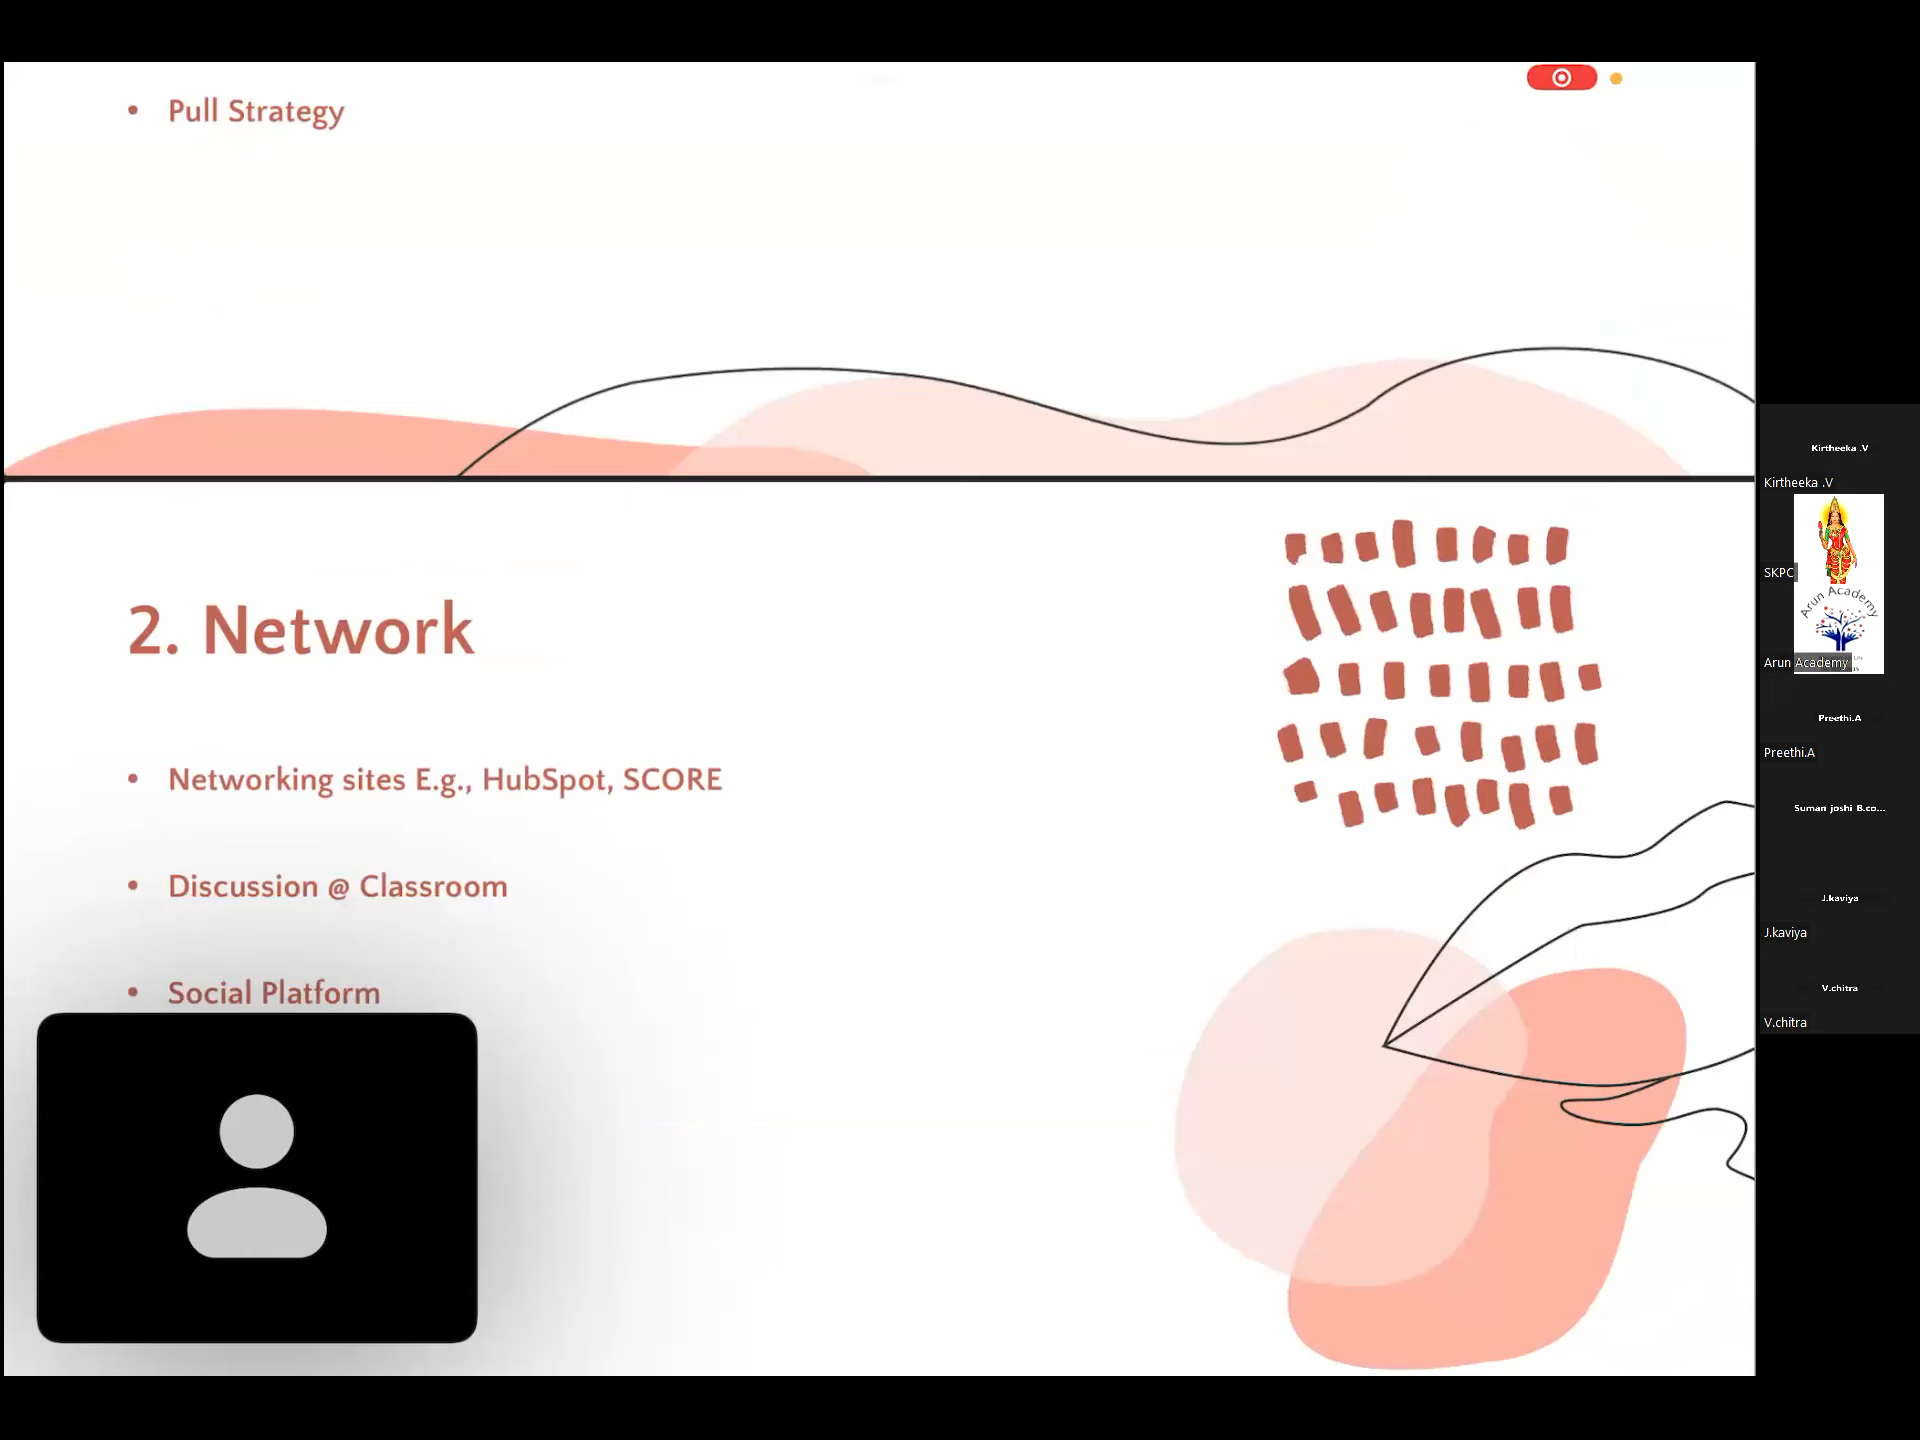 • Pull Strategy
2. Network
• Networking sites E.g., HubSpot, SCORE
• Discussion @ Classroom
• Social Platform
Kirtheeka .V
Kirtheeka .V
SKPC
Arun Academy
Arun Academy
Preethi.A
Preethi.A
Suman joshi B.co...
J.kaviya
J.kaviya
V.chitra
V.chitra